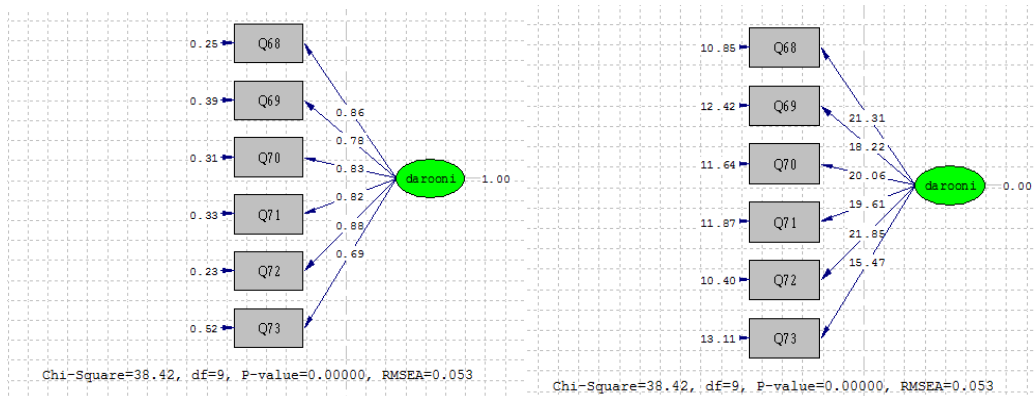 0.25 Q68
0.39 Q69
0.31 Q70
0.33 Q71
0.23 Q72
0.52 Q73
0.86
0.78
0.83
0.82
0.88
0.69
darooni 1.00
Chi-Square=38.42, df=9, P-value=0.00000, RMSEA=0.053
10.85 Q68
12.42 Q69
11.64 Q70
11.87 Q71
10.40 Q72
13.11 Q73
21.31
18.22
20.06
19.61
21.85
15.47
darooni 0.00
Chi-Square=38.42, df=9, P-value=0.00000, RMSEA=0.053